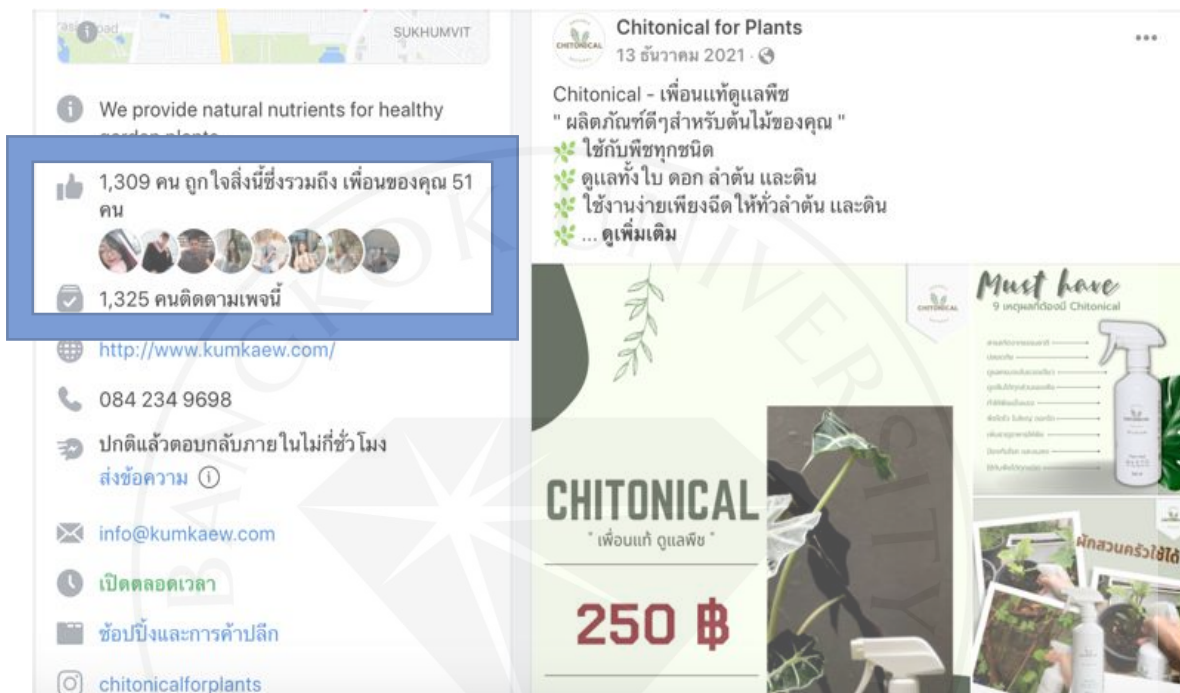 SUKHUMVIT
We provide natural nutrients for healthy
garden plants
1,309 คน ถูกใจสิ่งนี้ซึ่งรวมถึง เพื่อนของคุณ 51
คน
1,325 คนติดตามเพจนี้
http://www.kumkaew.com/
084 234 9698
ปกติแล้วตอบกลับภายในไม่กี่ชั่วโมง
ส่งข้อความ
info@kumkaew.com
เปิดตลอดเวลา
ช้อปปิ้งและการค้าปลีก
chitonicalforplants
Chitonical for Plants
13 ธันวาคม 2021
Chitonical - เพื่อนแท้ดูแลพืช
" ผลิตภัณฑ์ดีๆสำหรับต้นไม้ของคุณ "
ใช้กับพืชทุกชนิด
ดูแลทั้งใบ ดอก ลำต้น และดิน
ใช้งานง่ายเพียงฉีดให้ทั่วลำต้น และดิน
... ดูเพิ่มเติม
CHITONICAL
" เพื่อนแท้ ดูแลพืช "
250 ฿
CHITONICAL
Must have
9 เหตุผลที่ต้องมี Chitonical
ผักสวนครัวใช้ได้
BANGKOK UNIVERSITY